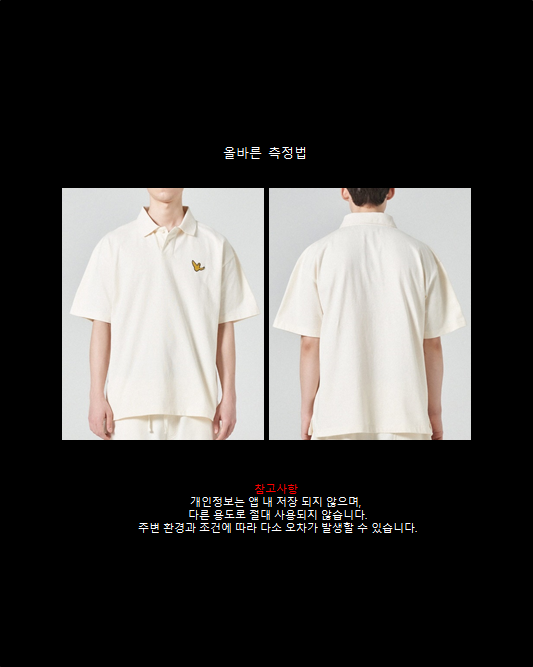 올바른 측정법
참고사항
개인정보는 앱 내 저장 되지 않으며,
다른 용도로 절대 사용되지 않습니다.
주변 환경과 조건에 따라 다소 오차가 발생할 수 있습니다.